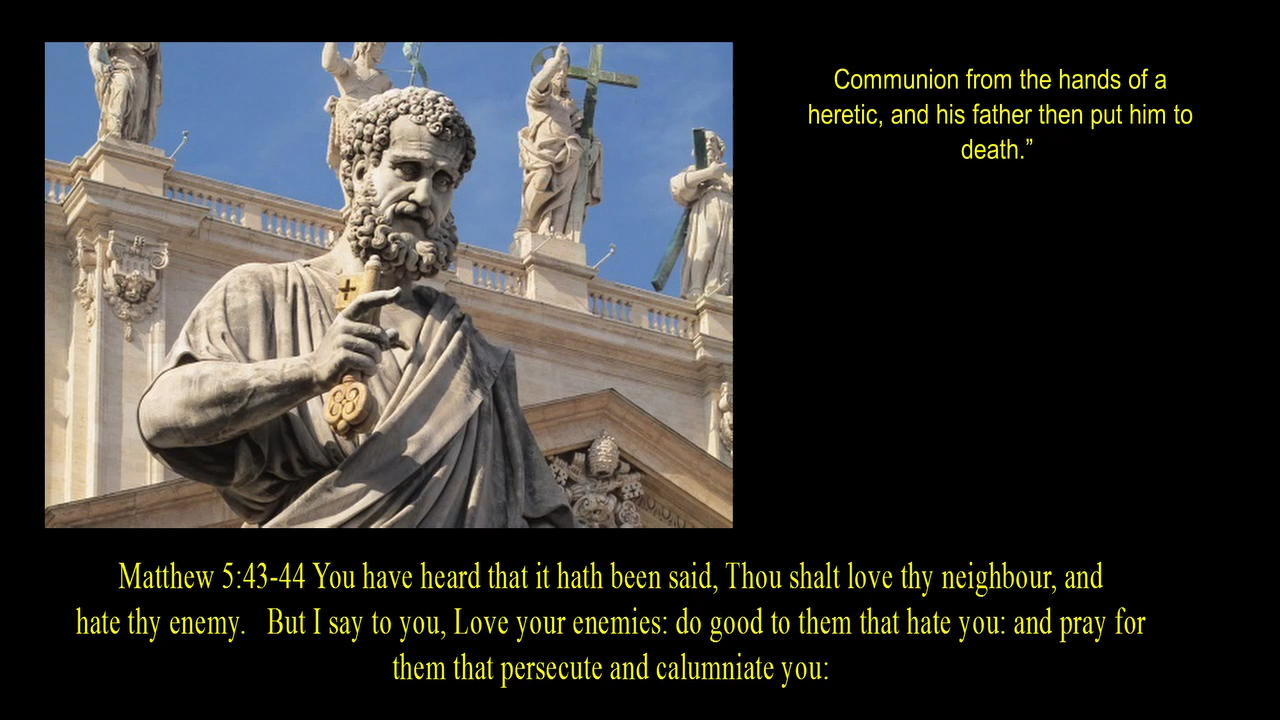 Communion from the hands of a
heretic, and his father then put him to
death.”
Matthew 5:43-44 You have heard that it hath been said, Thou shalt love thy neighbour, and
hate thy enemy.   But I say to you, Love your enemies: do good to them that hate you: and pray for
them that persecute and calumniate you: